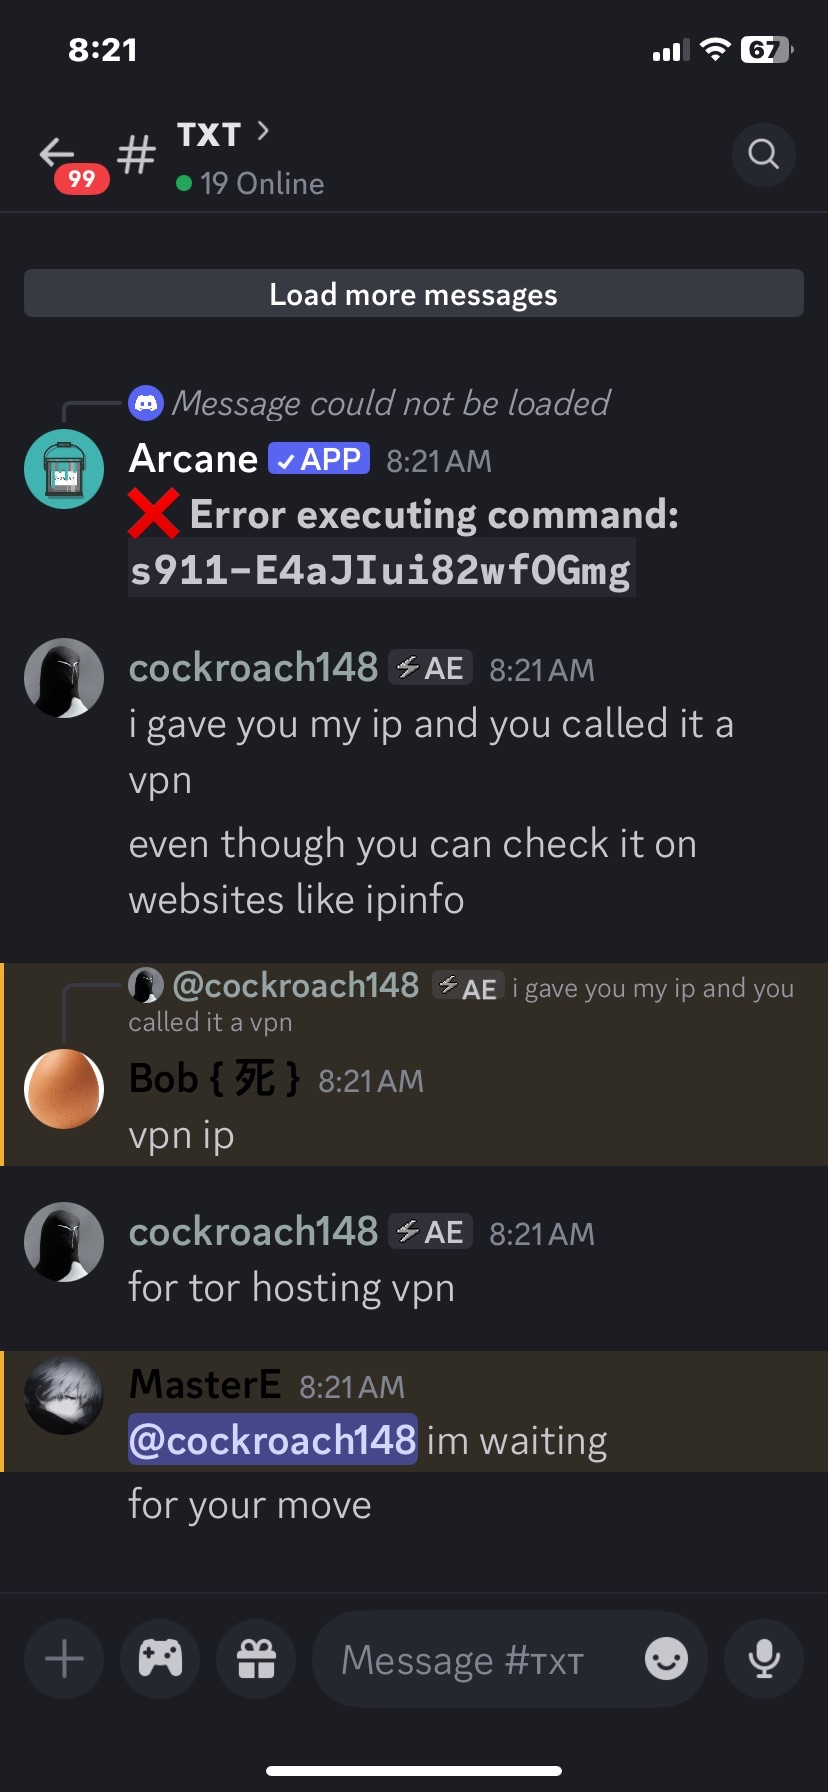 8:21
67
99
# TXT >
19 Online
Load more messages
Message could not be loaded
Arcane ✓ APP 8:21 AM
❌ Error executing command:
s911-E4aJIui82wfOGmg
cockroach148 AE 8:21 AM
i gave you my ip and you called it a
vpn
even though you can check it on
websites like ipinfo
@cockroach148 AE i gave you my ip and you
called it a vpn
Bob { 死 } 8:21 AM
vpn ip
cockroach148 AE 8:21 AM
for tor hosting vpn
MasterE 8:21 AM
@cockroach148 im waiting
for your move
Message #TXT